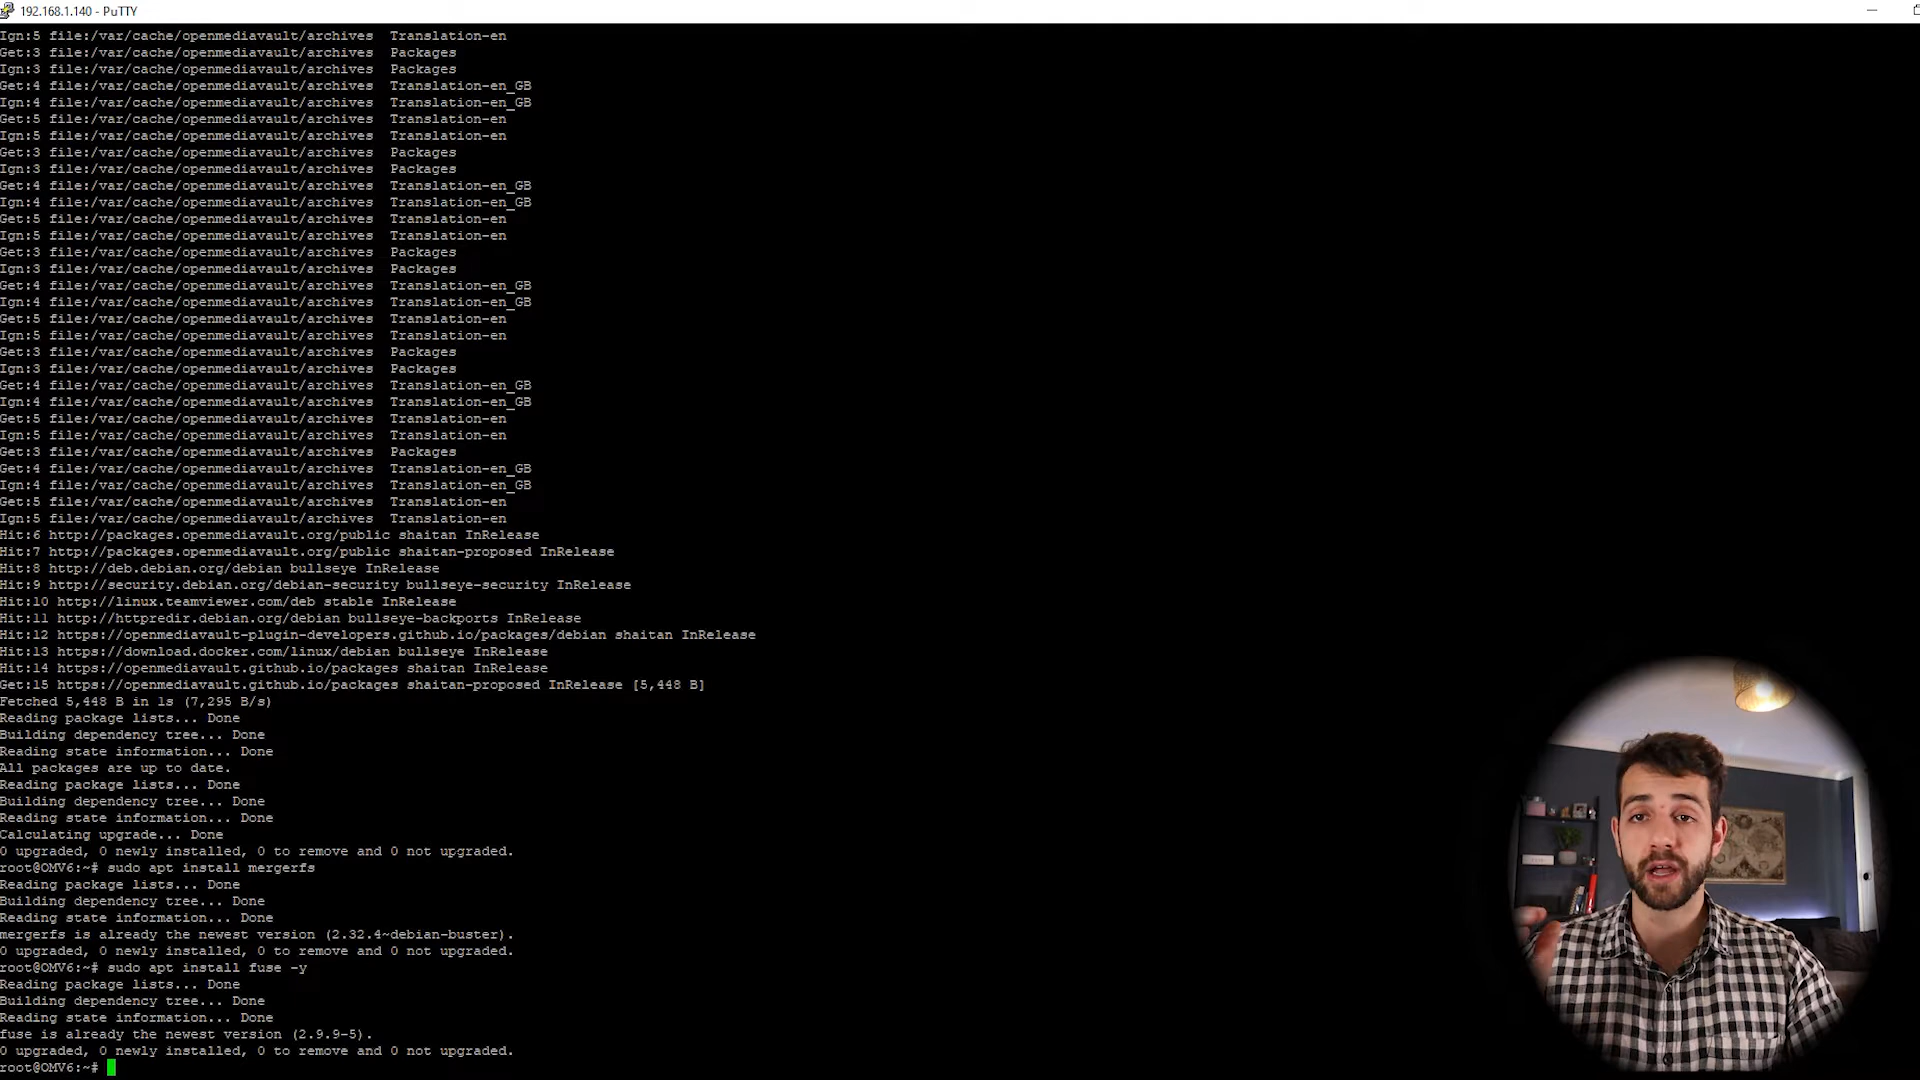 192.168.1.140 - PuTTY
Ign:5 file:/var/cache/openmediavault/archives  Translation-en
Get:3 file:/var/cache/openmediavault/archives  Packages
Ign:3 file:/var/cache/openmediavault/archives  Packages
Get:4 file:/var/cache/openmediavault/archives  Translation-en_GB
Ign:4 file:/var/cache/openmediavault/archives  Translation-en_GB
Get:5 file:/var/cache/openmediavault/archives  Translation-en
Ign:5 file:/var/cache/openmediavault/archives  Translation-en
Get:3 file:/var/cache/openmediavault/archives  Packages
Ign:3 file:/var/cache/openmediavault/archives  Packages
Get:4 file:/var/cache/openmediavault/archives  Translation-en_GB
Ign:4 file:/var/cache/openmediavault/archives  Translation-en_GB
Get:5 file:/var/cache/openmediavault/archives  Translation-en
Ign:5 file:/var/cache/openmediavault/archives  Translation-en
Get:3 file:/var/cache/openmediavault/archives  Packages
Ign:3 file:/var/cache/openmediavault/archives  Packages
Get:4 file:/var/cache/openmediavault/archives  Translation-en_GB
Ign:4 file:/var/cache/openmediavault/archives  Translation-en_GB
Get:5 file:/var/cache/openmediavault/archives  Translation-en
Ign:5 file:/var/cache/openmediavault/archives  Translation-en
Get:3 file:/var/cache/openmediavault/archives  Packages
Ign:3 file:/var/cache/openmediavault/archives  Packages
Get:4 file:/var/cache/openmediavault/archives  Translation-en_GB
Ign:4 file:/var/cache/openmediavault/archives  Translation-en_GB
Get:5 file:/var/cache/openmediavault/archives  Translation-en
Ign:5 file:/var/cache/openmediavault/archives  Translation-en
Get:3 file:/var/cache/openmediavault/archives  Packages
Get:4 file:/var/cache/openmediavault/archives  Translation-en_GB
Ign:4 file:/var/cache/openmediavault/archives  Translation-en_GB
Get:5 file:/var/cache/openmediavault/archives  Translation-en
Ign:5 file:/var/cache/openmediavault/archives  Translation-en
Hit:6 http://packages.openmediavault.org/public shaitan InRelease
Hit:7 http://packages.openmediavault.org/public shaitan-proposed InRelease
Hit:8 http://deb.debian.org/debian bullseye InRelease
Hit:9 http://security.debian.org/debian-security bullseye-security InRelease
Hit:10 http://linux.teamviewer.com/deb stable InRelease
Hit:11 http://httpredir.debian.org/debian bullseye-backports InRelease
Hit:12 https://openmediavault-plugin-developers.github.io/packages/debian shaitan InRelease
Hit:13 https://download.docker.com/linux/debian bullseye InRelease
Hit:14 https://openmediavault.github.io/packages shaitan InRelease
Get:15 https://openmediavault.github.io/packages shaitan-proposed InRelease [5,448 B]
Fetched 5,448 B in 1s (7,295 B/s)
Reading package lists... Done
Building dependency tree... Done
Reading state information... Done
All packages are up to date.
Reading package lists... Done
Building dependency tree... Done
Reading state information... Done
Calculating upgrade... Done
0 upgraded, 0 newly installed, 0 to remove and 0 not upgraded.
root@OMV6:~# sudo apt install mergerfs
Reading package lists... Done
Building dependency tree... Done
Reading state information... Done
mergerfs is already the newest version (2.32.4~debian-buster).
0 upgraded, 0 newly installed, 0 to remove and 0 not upgraded.
root@OMV6:~# sudo apt install fuse -y
Reading package lists... Done
Building dependency tree... Done
Reading state information... Done
fuse is already the newest version (2.9.9-5).
0 upgraded, 0 newly installed, 0 to remove and 0 not upgraded.
root@OMV6:~#